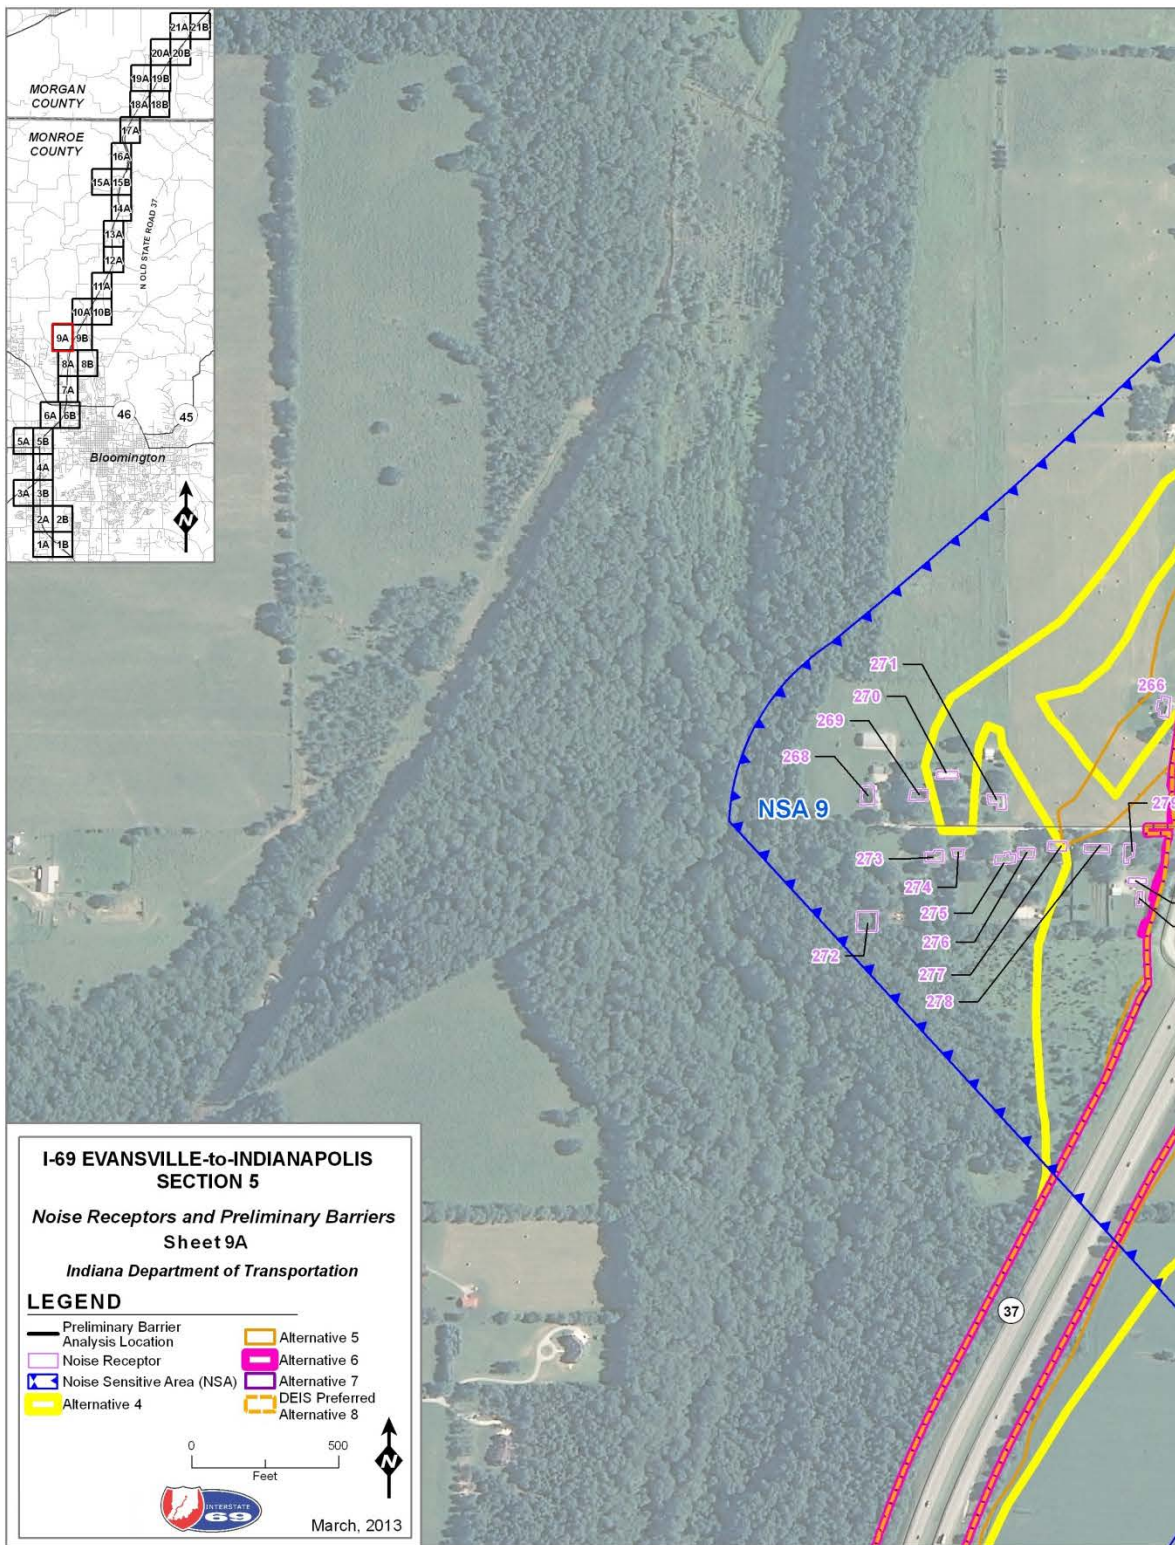 21A 21B
20A 20B
19A 19B
MORGAN
COUNTY
18A 18B
17A
MONROE
COUNTY
16A
15A 15B
14A
N OLD STATE ROAD 37
13A
12A
11A
10A 10B
9A 9B
8A 8B
7A
6A 6B
46
45
5A 5B
Bloomington
4A
3A 3B
2A 2B
1A 1B
N
271
270
269
268
266
NSA 9
273
274
275
276
272
277
278
37
I-69 EVANSVILLE-to-INDIANAPOLIS
SECTION 5
Noise Receptors and Preliminary Barriers
Sheet 9A
Indiana Department of Transportation
LEGEND
Preliminary Barrier
Analysis Location
Noise Receptor
Noise Sensitive Area (NSA)
Alternative 4
Alternative 5
Alternative 6
Alternative 7
DEIS Preferred
Alternative 8
0 500
Feet
N
INTERSTATE
69
March, 2013